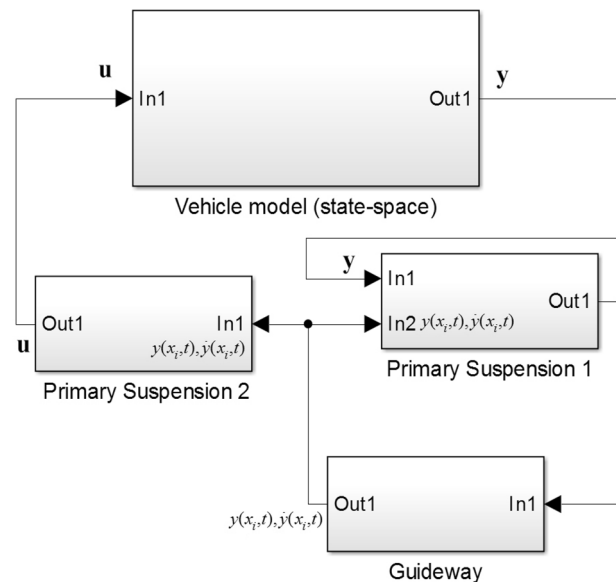 u
y
In1
Out1
Vehicle model (state-space)
y
In1
Out1
In2 y(xᵢ,t),ẏ(xᵢ,t)
Primary Suspension 1
Out1
In1
y(xᵢ,t),ẏ(xᵢ,t)
u
Primary Suspension 2
Out1
In1
y(xᵢ,t),ẏ(xᵢ,t)
Guideway